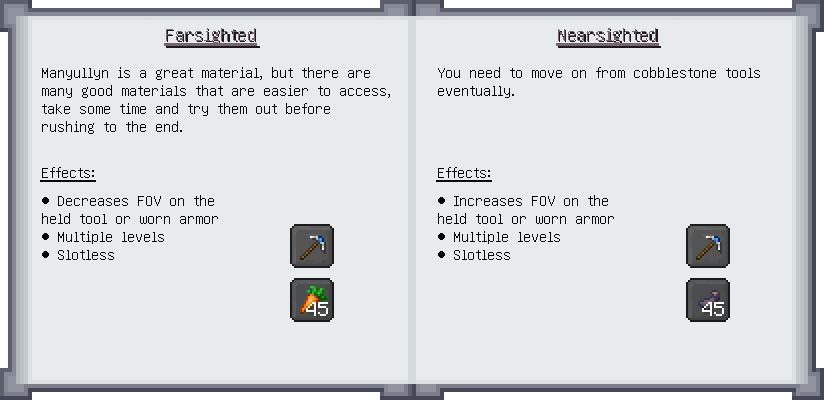 Farsighted
Manyullyn is a great material, but there are
many good materials that are easier to access,
take some time and try them out before
rushing to the end.
Effects:
● Decreases FOV on the
held tool or worn armor
● Multiple levels
● Slotless
45
Nearsighted
You need to move on from cobblestone tools
eventually.
Effects:
● Increases FOV on the
held tool or worn armor
● Multiple levels
● Slotless
45